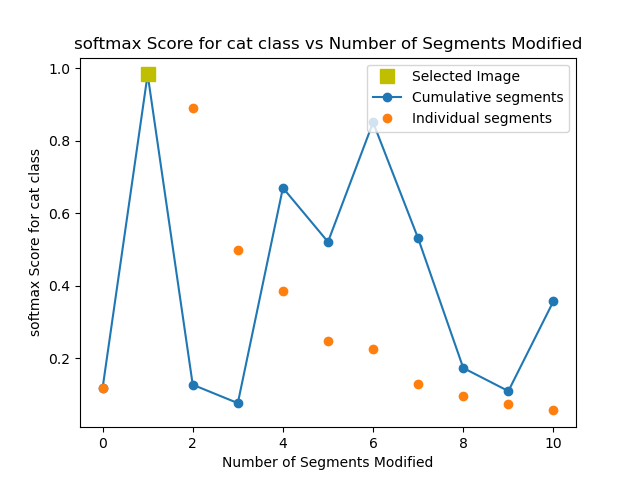 softmax Score for cat class vs Number of Segments Modified
Selected Image
Cumulative segments
Individual segments
softmax Score for cat class
1.0
0.8
0.6
0.4
0.2
0 2 4 6 8 10
Number of Segments Modified